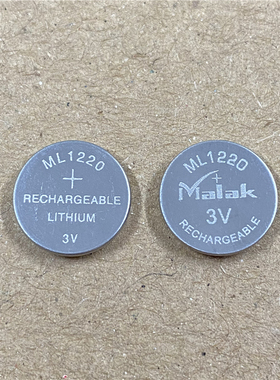 ML1220
+
RECHARGEABLE
LITHIUM
3V
ML1220
+
Malak
3V
RECHARGEABLE